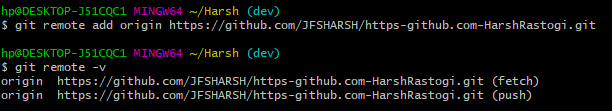 hp@DESKTOP-J51CQC1 MINGW64 ~/Harsh (dev)
$ git remote add origin https://github.com/JFSHARSH/https-github.com-HarshRastogi.git
hp@DESKTOP-J51CQC1 MINGW64 ~/Harsh (dev)
$ git remote -v
origin  https://github.com/JFSHARSH/https-github.com-HarshRastogi.git (fetch)
origin  https://github.com/JFSHARSH/https-github.com-HarshRastogi.git (push)